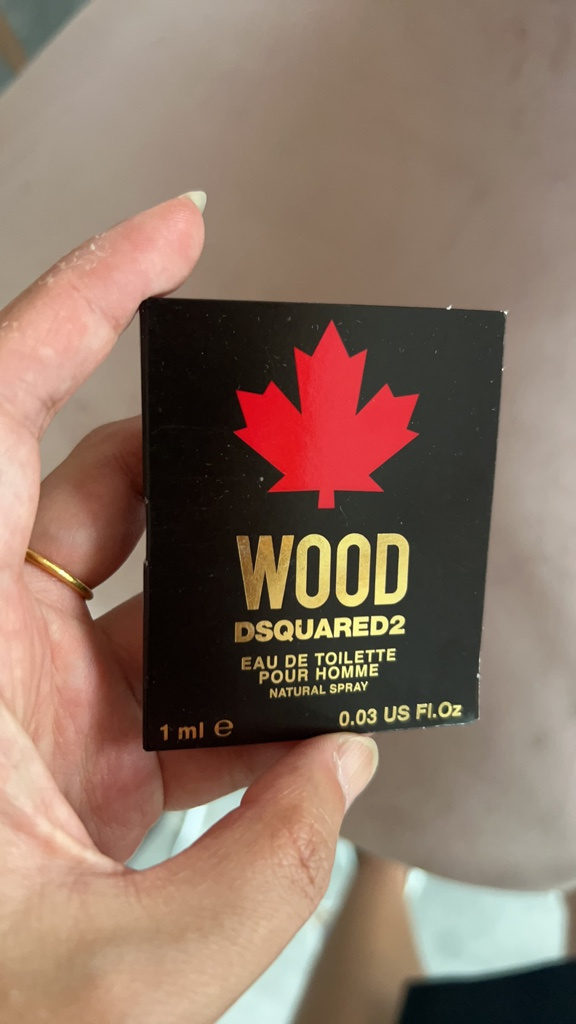 WOOD
DSQUARED2
EAU DE TOILETTE
POUR HOMME
NATURAL SPRAY
1 ml ℮
0.03 US Fl.Oz